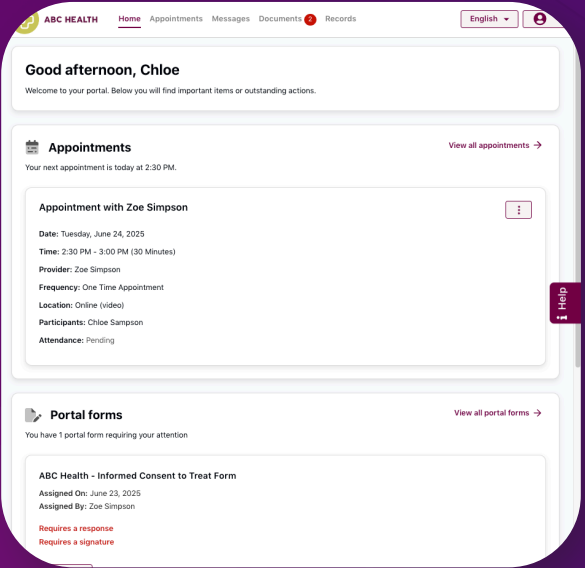 ABC HEALTH
Home Appointments Messages Documents 2 Records
English
Good afternoon, Chloe
Welcome to your portal. Below you will find important items or outstanding actions.
Appointments
View all appointments →
Your next appointment is today at 2:30 PM.
Appointment with Zoe Simpson
Date: Tuesday, June 24, 2025
Time: 2:30 PM - 3:00 PM (30 Minutes)
Provider: Zoe Simpson
Frequency: One Time Appointment
Location: Online (video)
Participants: Chloe Sampson
Attendance: Pending
Help
Portal forms
View all portal forms →
You have 1 portal form requiring your attention
ABC Health - Informed Consent to Treat Form
Assigned On: June 23, 2025
Assigned By: Zoe Simpson
Requires a response
Requires a signature